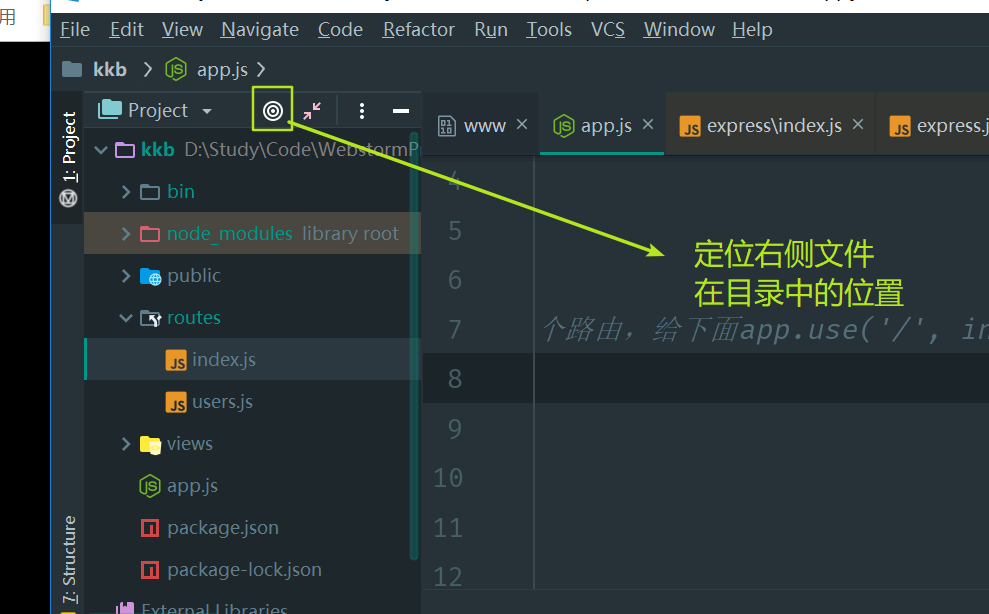 用
File Edit View Navigate Code Refactor Run Tools VCS Window Help
kkb app.js
1: Project
Project
www app.js express\index.js express.j
kkb D:\Study\Code\WebstormP
4
bin
5
node_modules library root
定位右侧文件
在目录中的位置
public
6
routes
7 个路由，给下面app.use('/', in
index.js
8
users.js
9
views
10
app.js
package.json
11
package-lock.json
12
7: Structure
External Libraries